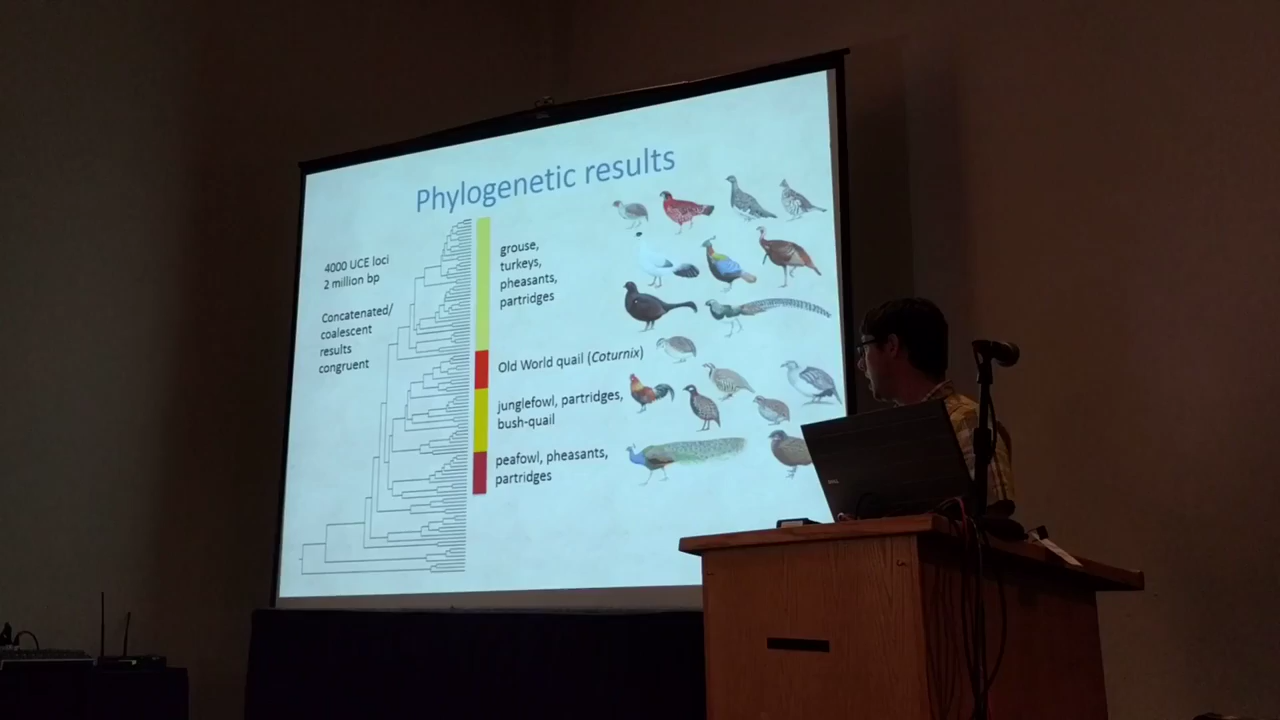 Phylogenetic results
4000 UCE loci
2 million bp
Concatenated/
coalescent
results
congruent
grouse,
turkeys,
pheasants,
partridges
Old World quail (Coturnix)
junglefowl, partridges,
bush-quail
peafowl, pheasants,
partridges